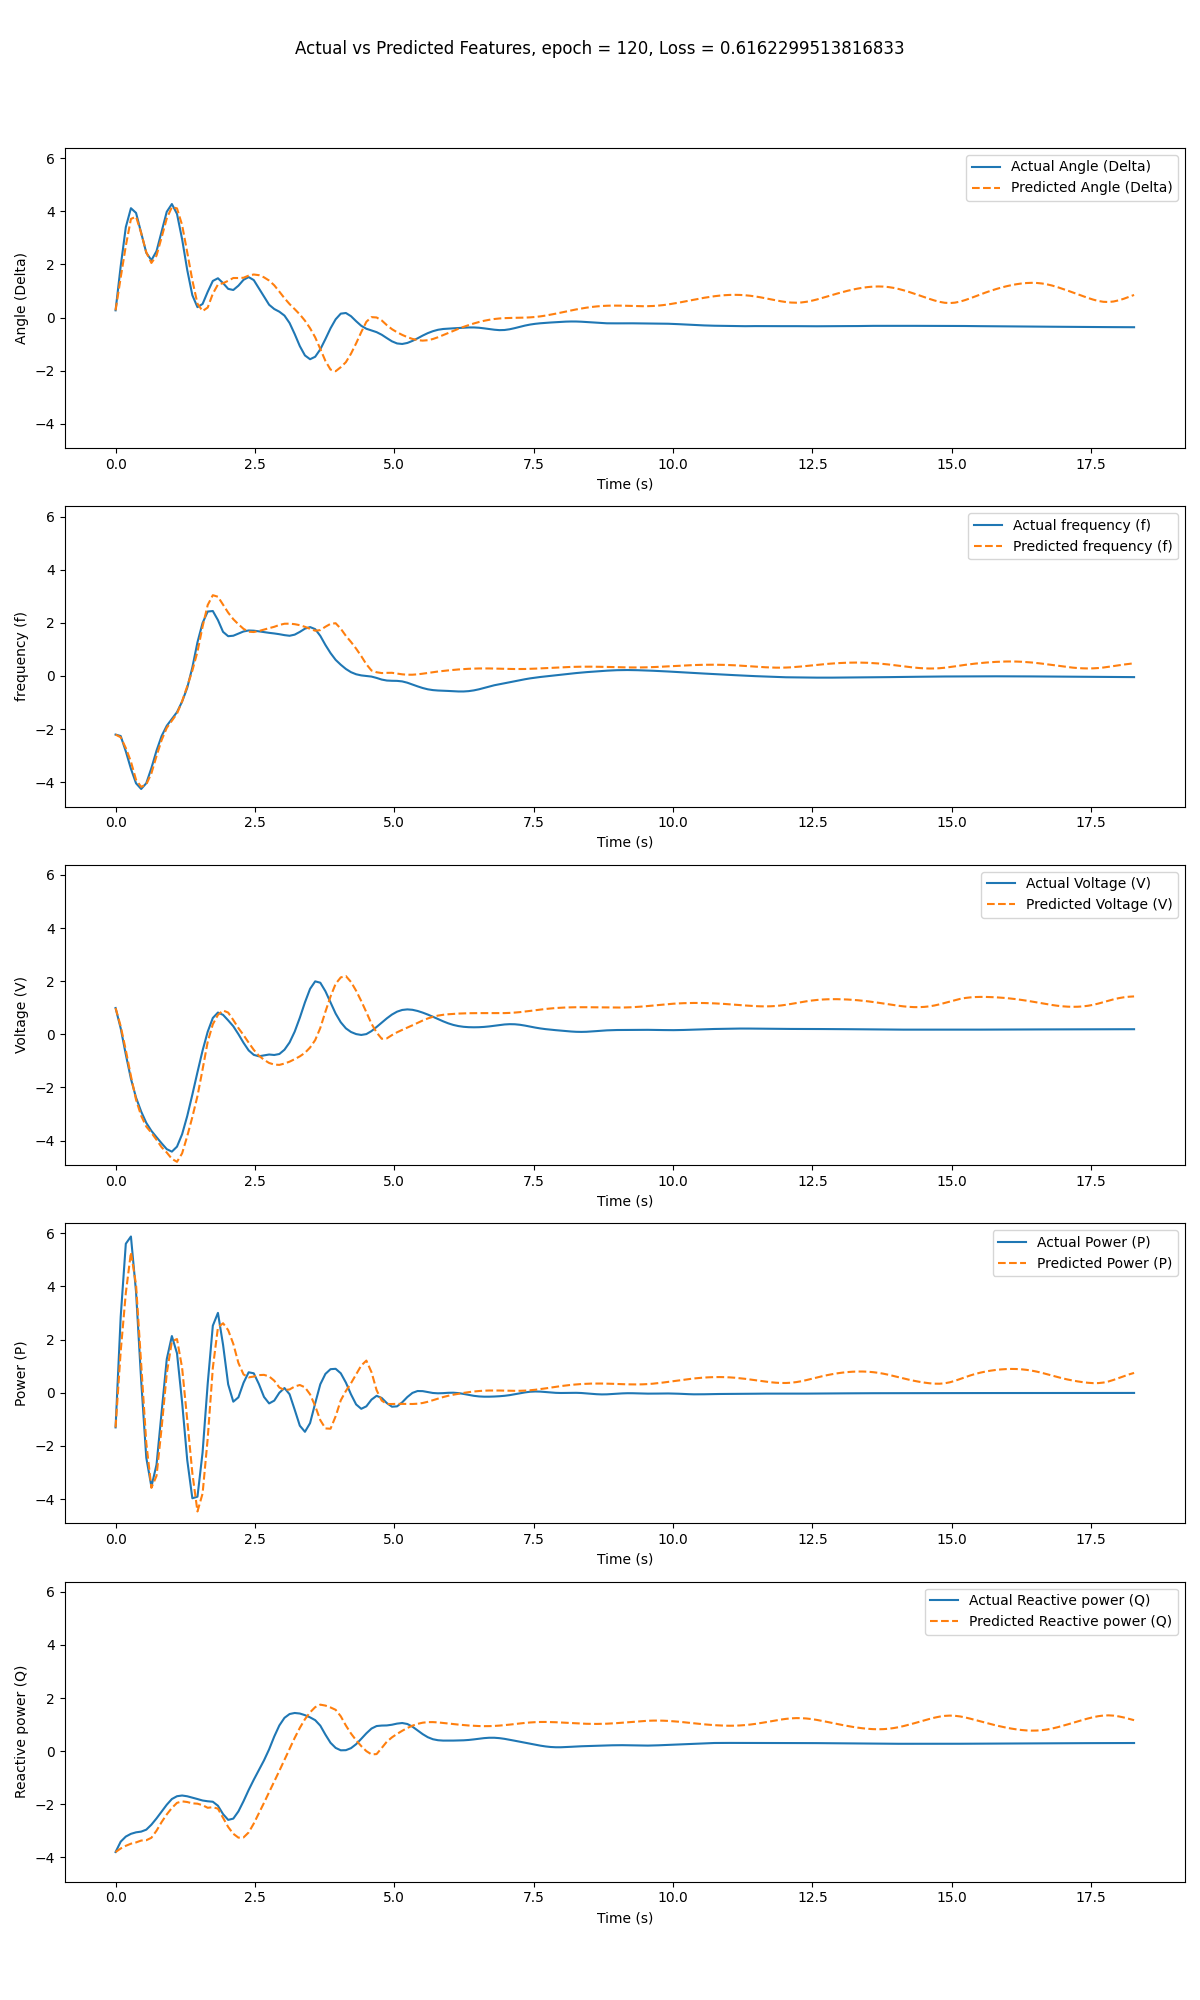 Actual vs Predicted Features, epoch = 120, Loss = 0.6162299513816833
Actual Angle (Delta)
Predicted Angle (Delta)
Angle (Delta)
6
4
2
0
−2
−4
0.0 2.5 5.0 7.5 10.0 12.5 15.0 17.5
Time (s)
Actual frequency (f)
Predicted frequency (f)
frequency (f)
6
4
2
0
−2
−4
0.0 2.5 5.0 7.5 10.0 12.5 15.0 17.5
Time (s)
Actual Voltage (V)
Predicted Voltage (V)
Voltage (V)
6
4
2
0
−2
−4
0.0 2.5 5.0 7.5 10.0 12.5 15.0 17.5
Time (s)
Actual Power (P)
Predicted Power (P)
Power (P)
6
4
2
0
−2
−4
0.0 2.5 5.0 7.5 10.0 12.5 15.0 17.5
Time (s)
Actual Reactive power (Q)
Predicted Reactive power (Q)
Reactive power (Q)
6
4
2
0
−2
−4
0.0 2.5 5.0 7.5 10.0 12.5 15.0 17.5
Time (s)